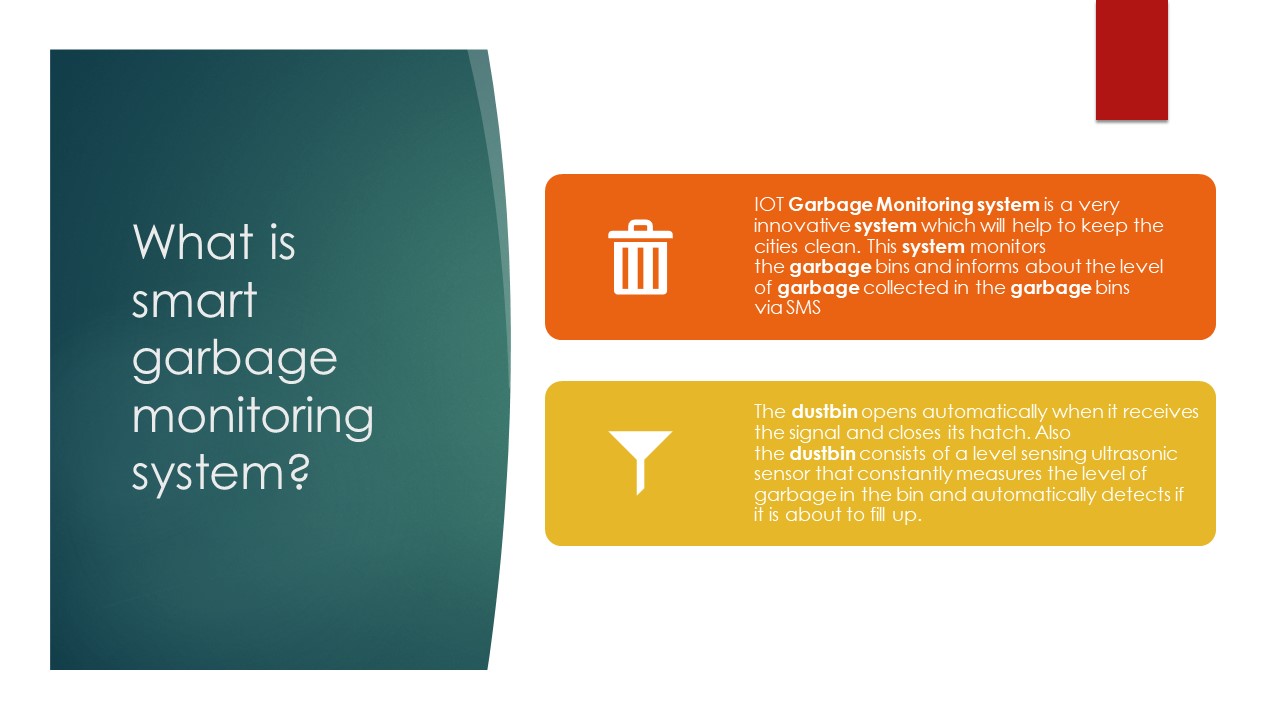 What is
smart
garbage
monitoring
system?
IOT Garbage Monitoring system is a very
innovative system which will help to keep the
cities clean. This system monitors
the garbage bins and informs about the level
of garbage collected in the garbage bins
via SMS
The dustbin opens automatically when it receives
the signal and closes its hatch. Also
the dustbin consists of a level sensing ultrasonic
sensor that constantly measures the level of
garbage in the bin and automatically detects if
it is about to fill up.